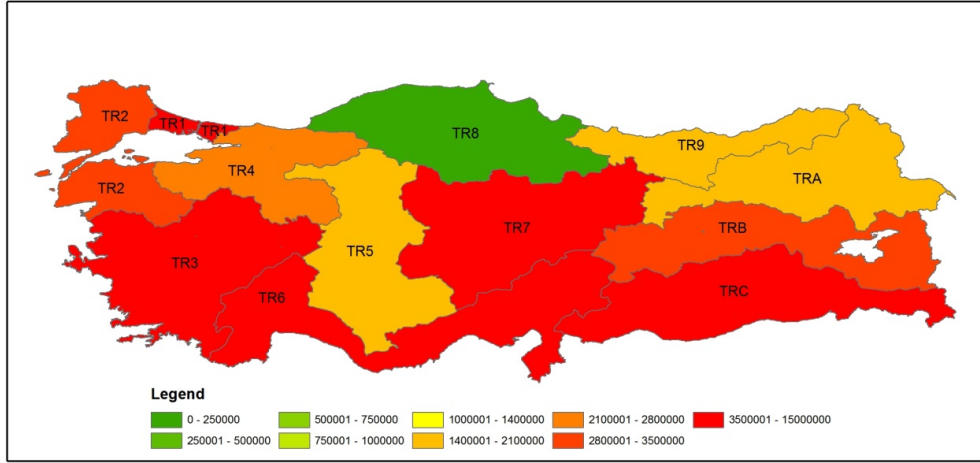 TR2
TR1
TR1
TR8
TR9
TR4
TRA
TR2
TR7
TRB
TR5
TR3
TRC
TR6
Legend
0 - 250000
500001 - 750000
1000001 - 1400000
2100001 - 2800000
3500001 - 15000000
250001 - 500000
750001 - 1000000
1400001 - 2100000
2800001 - 3500000